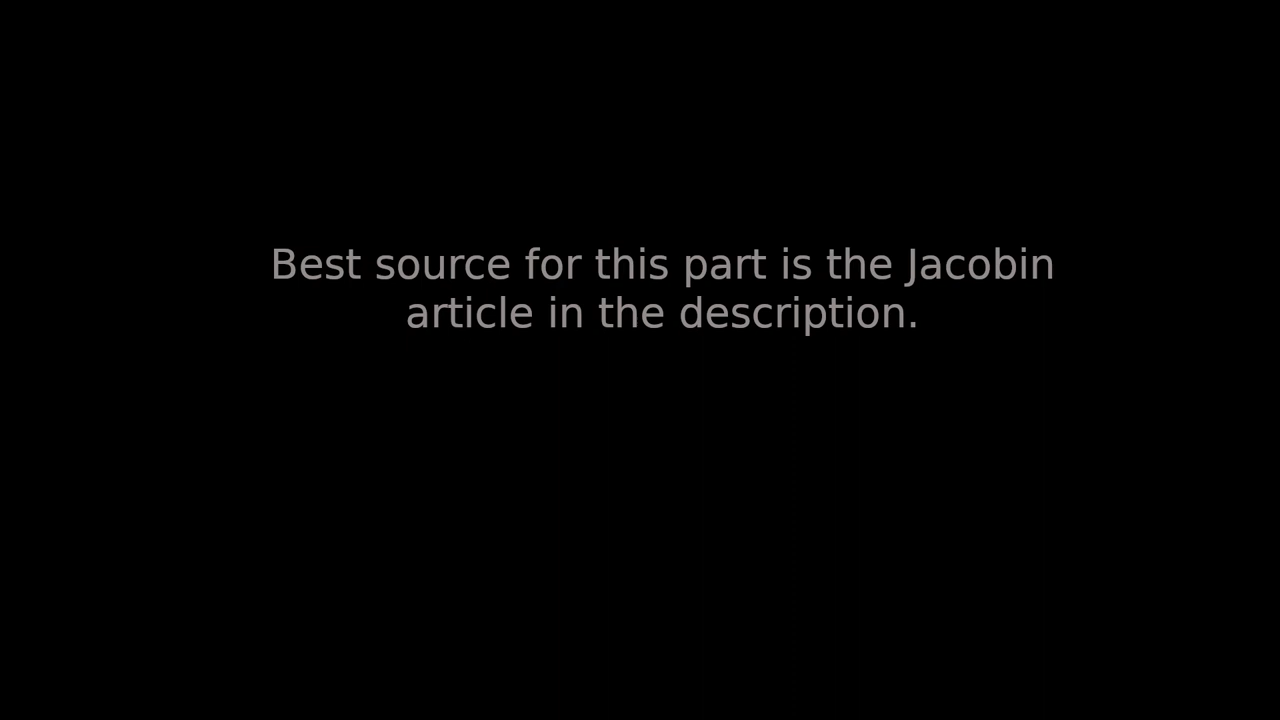 Best source for this part is the Jacobin
article in the description.